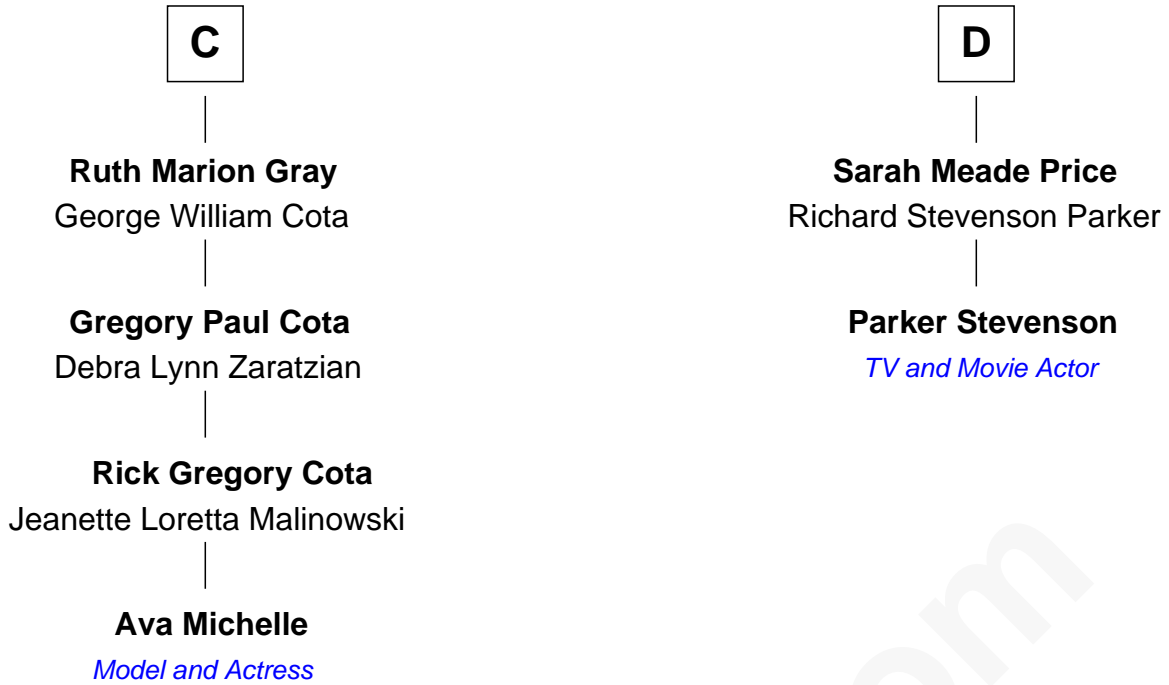 C
Ruth Marion Gray
George William Cota
Gregory Paul Cota
Debra Lynn Zaratzian
Rick Gregory Cota
Jeanette Loretta Malinowski
Ava Michelle
Model and Actress
D
Sarah Meade Price
Richard Stevenson Parker
Parker Stevenson
TV and Movie Actor
om